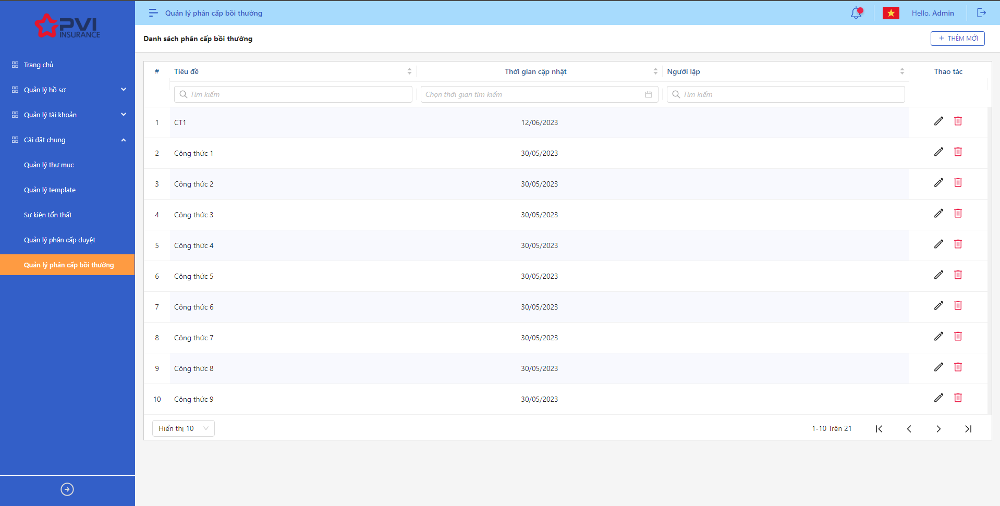 PVI
INSURANCE
Trang chủ
Quản lý hồ sơ
Quản lý tài khoản
Cài đặt chung
Quản lý thư mục
Quản lý template
Sự kiện tổn thất
Quản lý phân cấp duyệt
Quản lý phân cấp bồi thường
Quản lý phân cấp bồi thường
Hello, Admin
Danh sách phân cấp bồi thường
+ THÊM MỚI
# Tiêu đề Thời gian cập nhật Người lập Thao tác
Tìm kiếm Chọn thời gian tìm kiếm Tìm kiếm
1 CT1 12/06/2023
2 Công thức 1 30/05/2023
3 Công thức 2 30/05/2023
4 Công thức 3 30/05/2023
5 Công thức 4 30/05/2023
6 Công thức 5 30/05/2023
7 Công thức 6 30/05/2023
8 Công thức 7 30/05/2023
9 Công thức 8 30/05/2023
10 Công thức 9 30/05/2023
Hiển thị 10 1-10 Trên 21